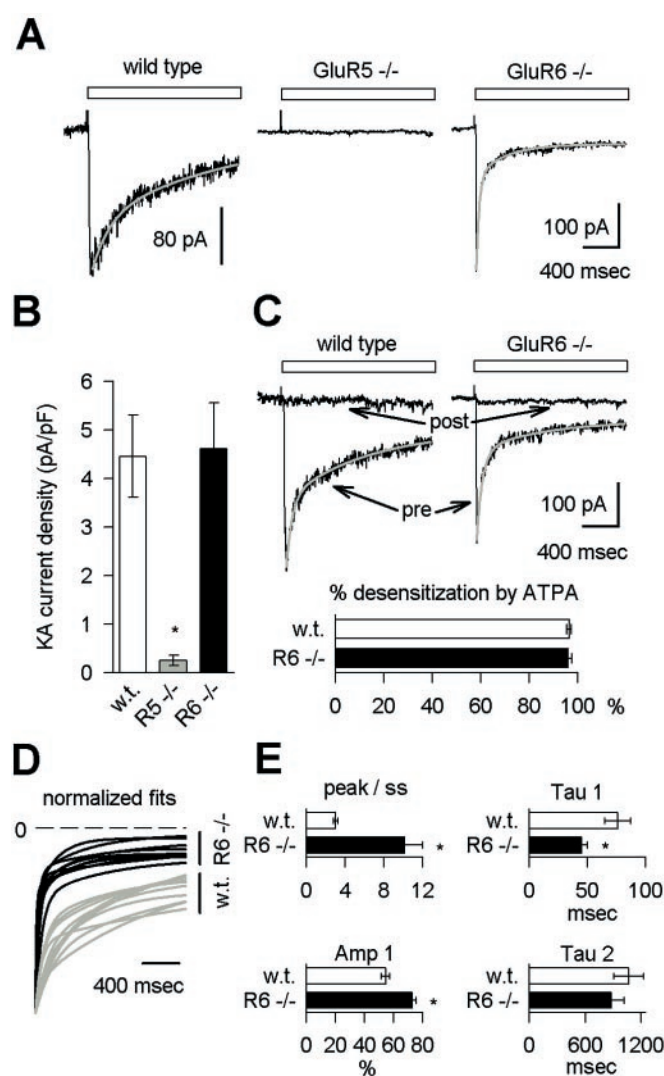 A
wild type
GluR5 -/-
GluR6 -/-
80 pA
100 pA
400 msec
B
KA current density (pA/pF)
6
5
4
3
2
1
0
*
w.t.
R5 -/-
R6 -/-
C
wild type
GluR6 -/-
post
pre
100 pA
400 msec
% desensitization by ATPA
w.t.
R6 -/-
0 20 40 60 80 100 %
D
normalized fits
0
R6 -/-
w.t.
400 msec
E
peak / ss
w.t.
R6 -/-
*
0 4 8 12
Tau 1
w.t.
R6 -/-
*
0 50 100
msec
Amp 1
w.t.
R6 -/-
*
0 20 40 60 80
%
Tau 2
w.t.
R6 -/-
0 600 1200
msec